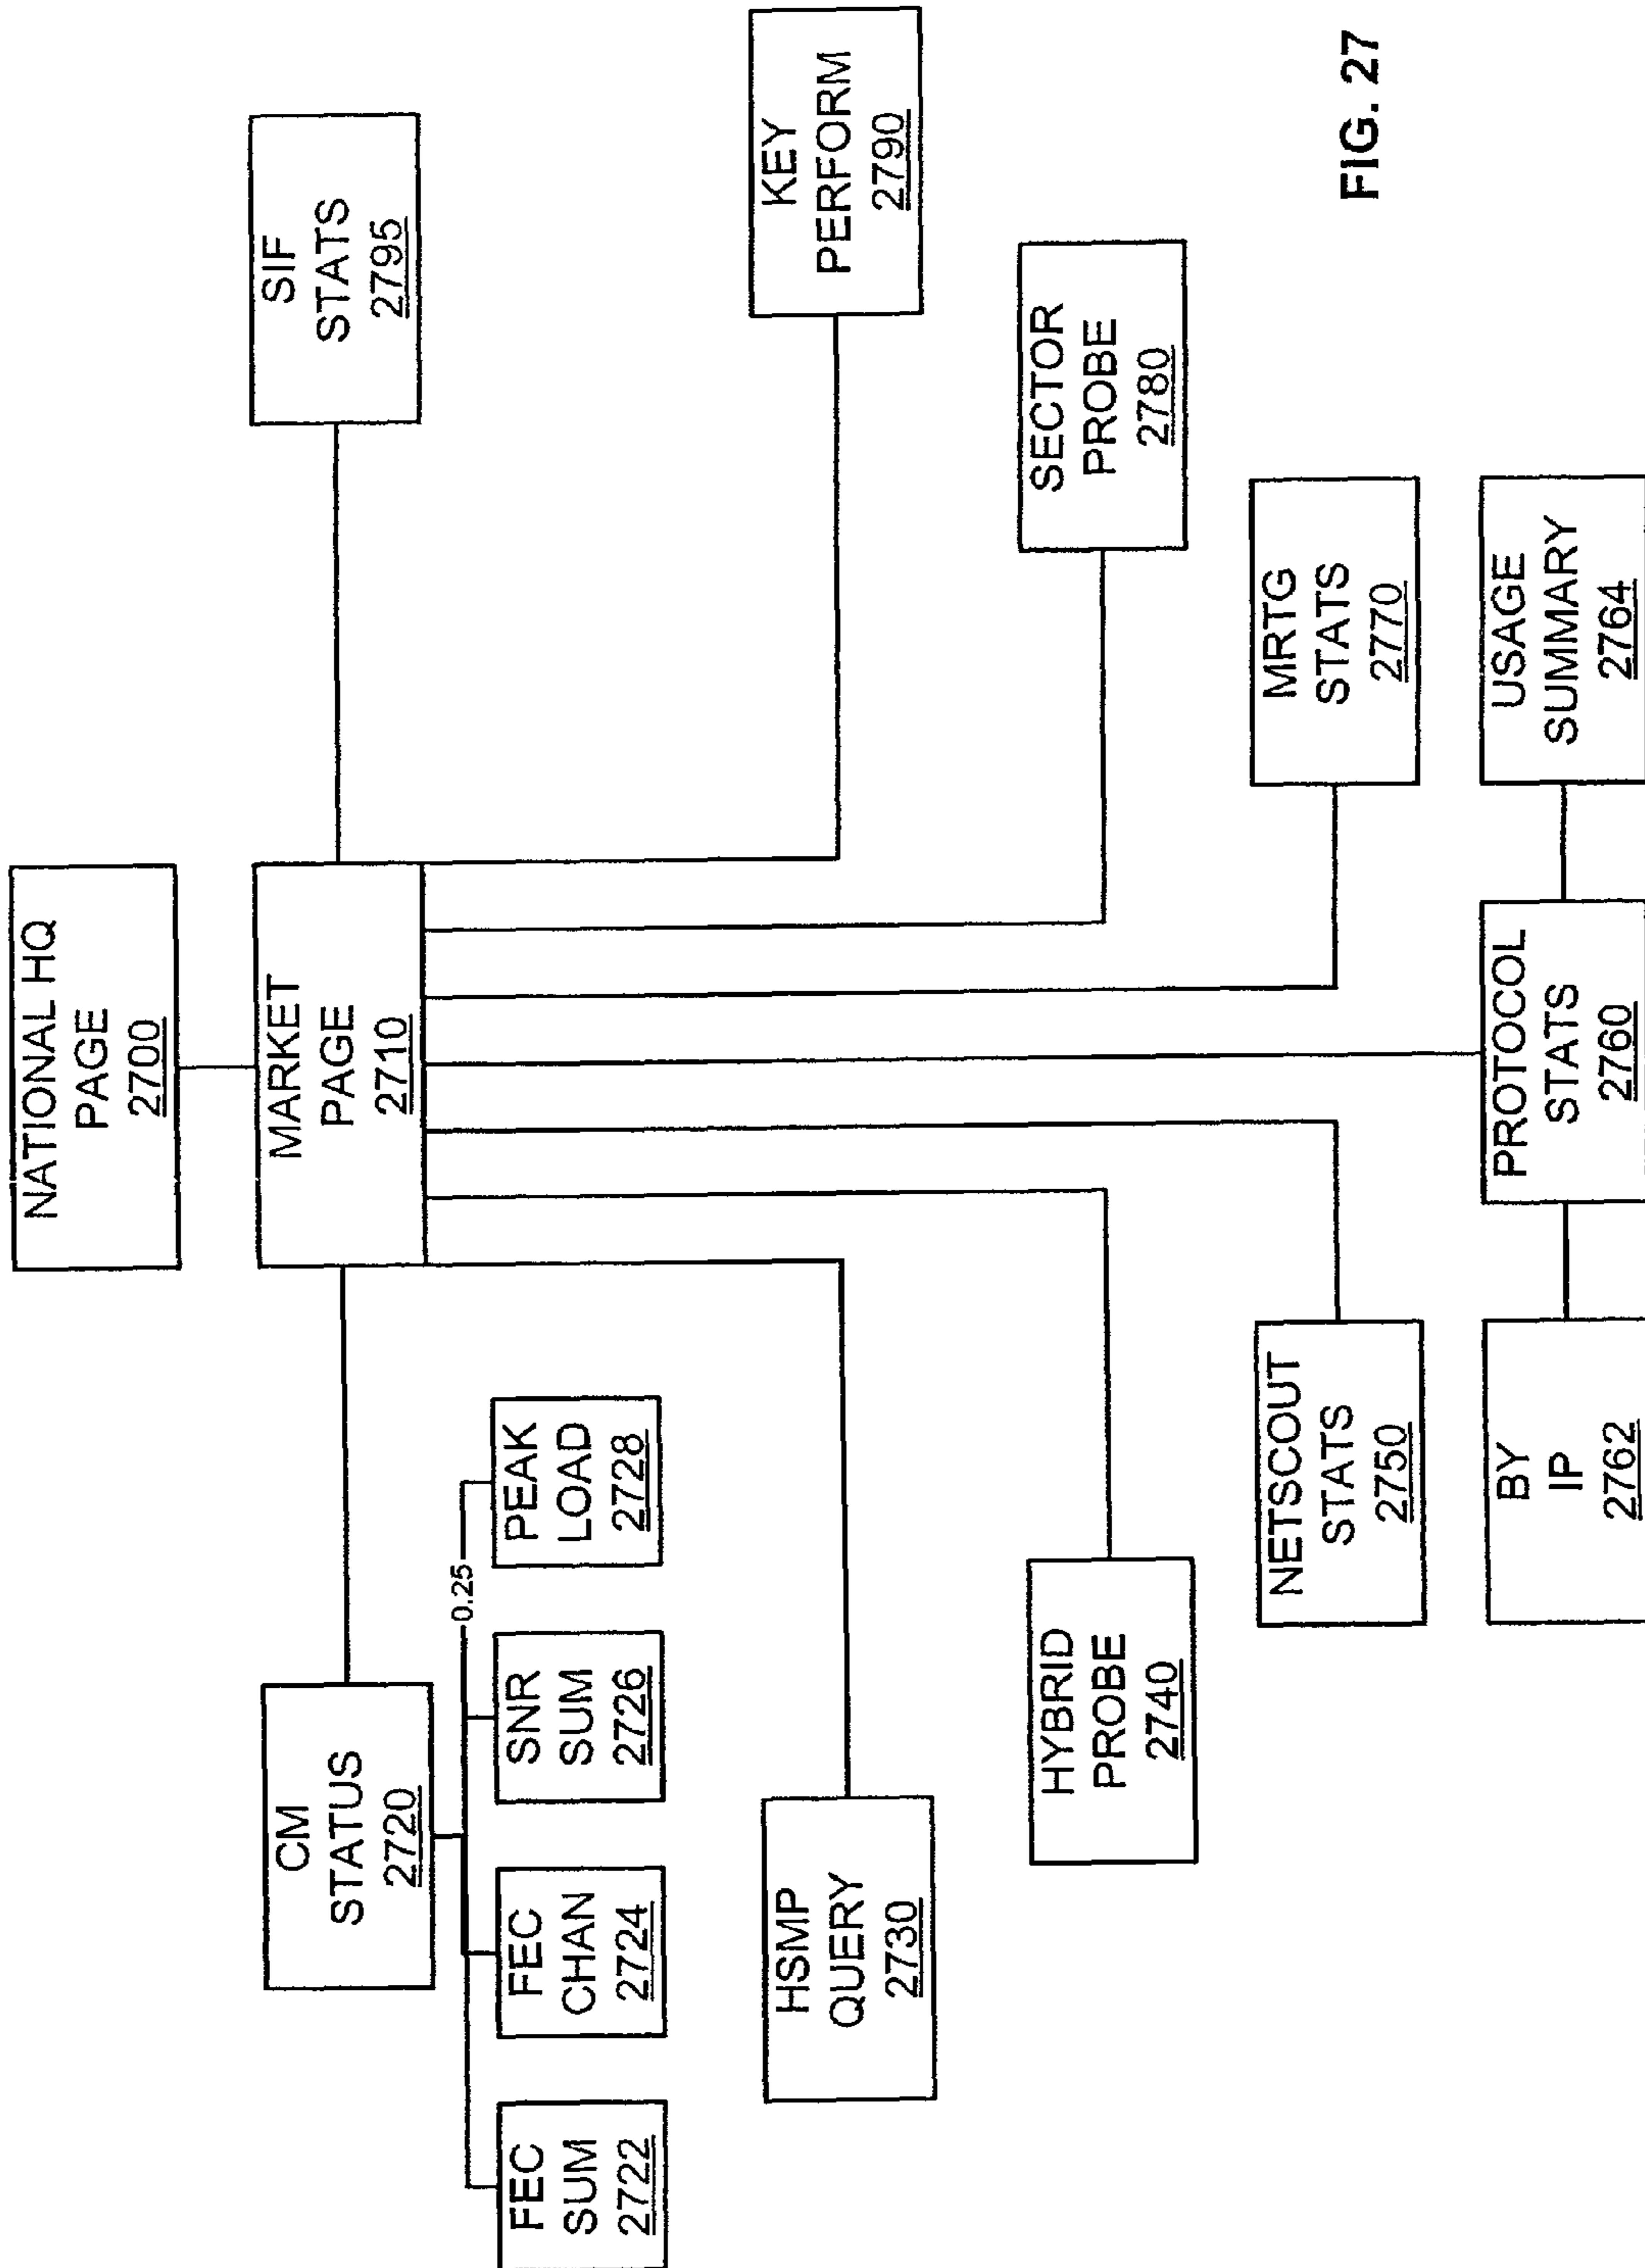 NATIONAL HQ
PAGE
2700
MARKET
PAGE
2710
CM
STATUS
2720
SIF
STATS
2795
0.25
FEC
SUM
2722
FEC
CHAN
2724
SNR
SUM
2726
PEAK
LOAD
2728
HSMP
QUERY
2730
KEY
PERFORM
2790
HYBRID
PROBE
2740
SECTOR
PROBE
2780
NETSCOUT
STATS
2750
MRTG
STATS
2770
BY
IP
2762
PROTOCOL
STATS
2760
USAGE
SUMMARY
2764
FIG. 27